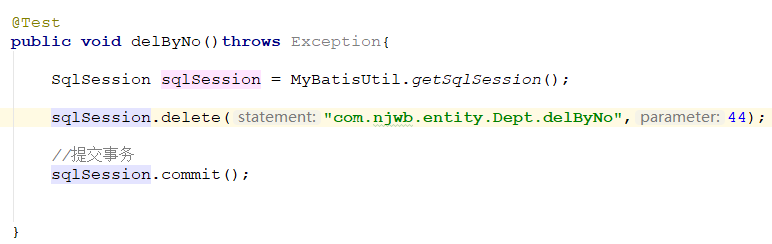 @Test
public void delByNo()throws Exception{
SqlSession sqlSession = MyBatisUtil.getSqlSession();
sqlSession.delete( statement: "com.njwb.entity.Dept.delByNo", parameter: 44);
//提交事务
sqlSession.commit();
}